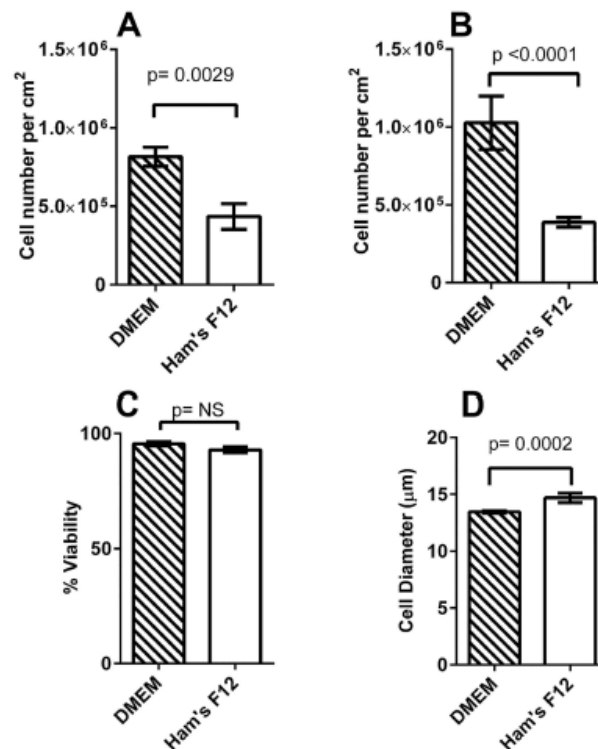 A
Cell number per cm²
1.5×10⁶
1.0×10⁶
5.0×10⁵
0
p= 0.0029
DMEM
Ham's F12
B
Cell number per cm²
1.5×10⁶
1.0×10⁶
5.0×10⁵
0
p <0.0001
DMEM
Ham's F12
C
% Viability
100
50
0
p= NS
DMEM
Ham's F12
D
Cell Diameter (μm)
20
15
10
5
0
p= 0.0002
DMEM
Ham's F12